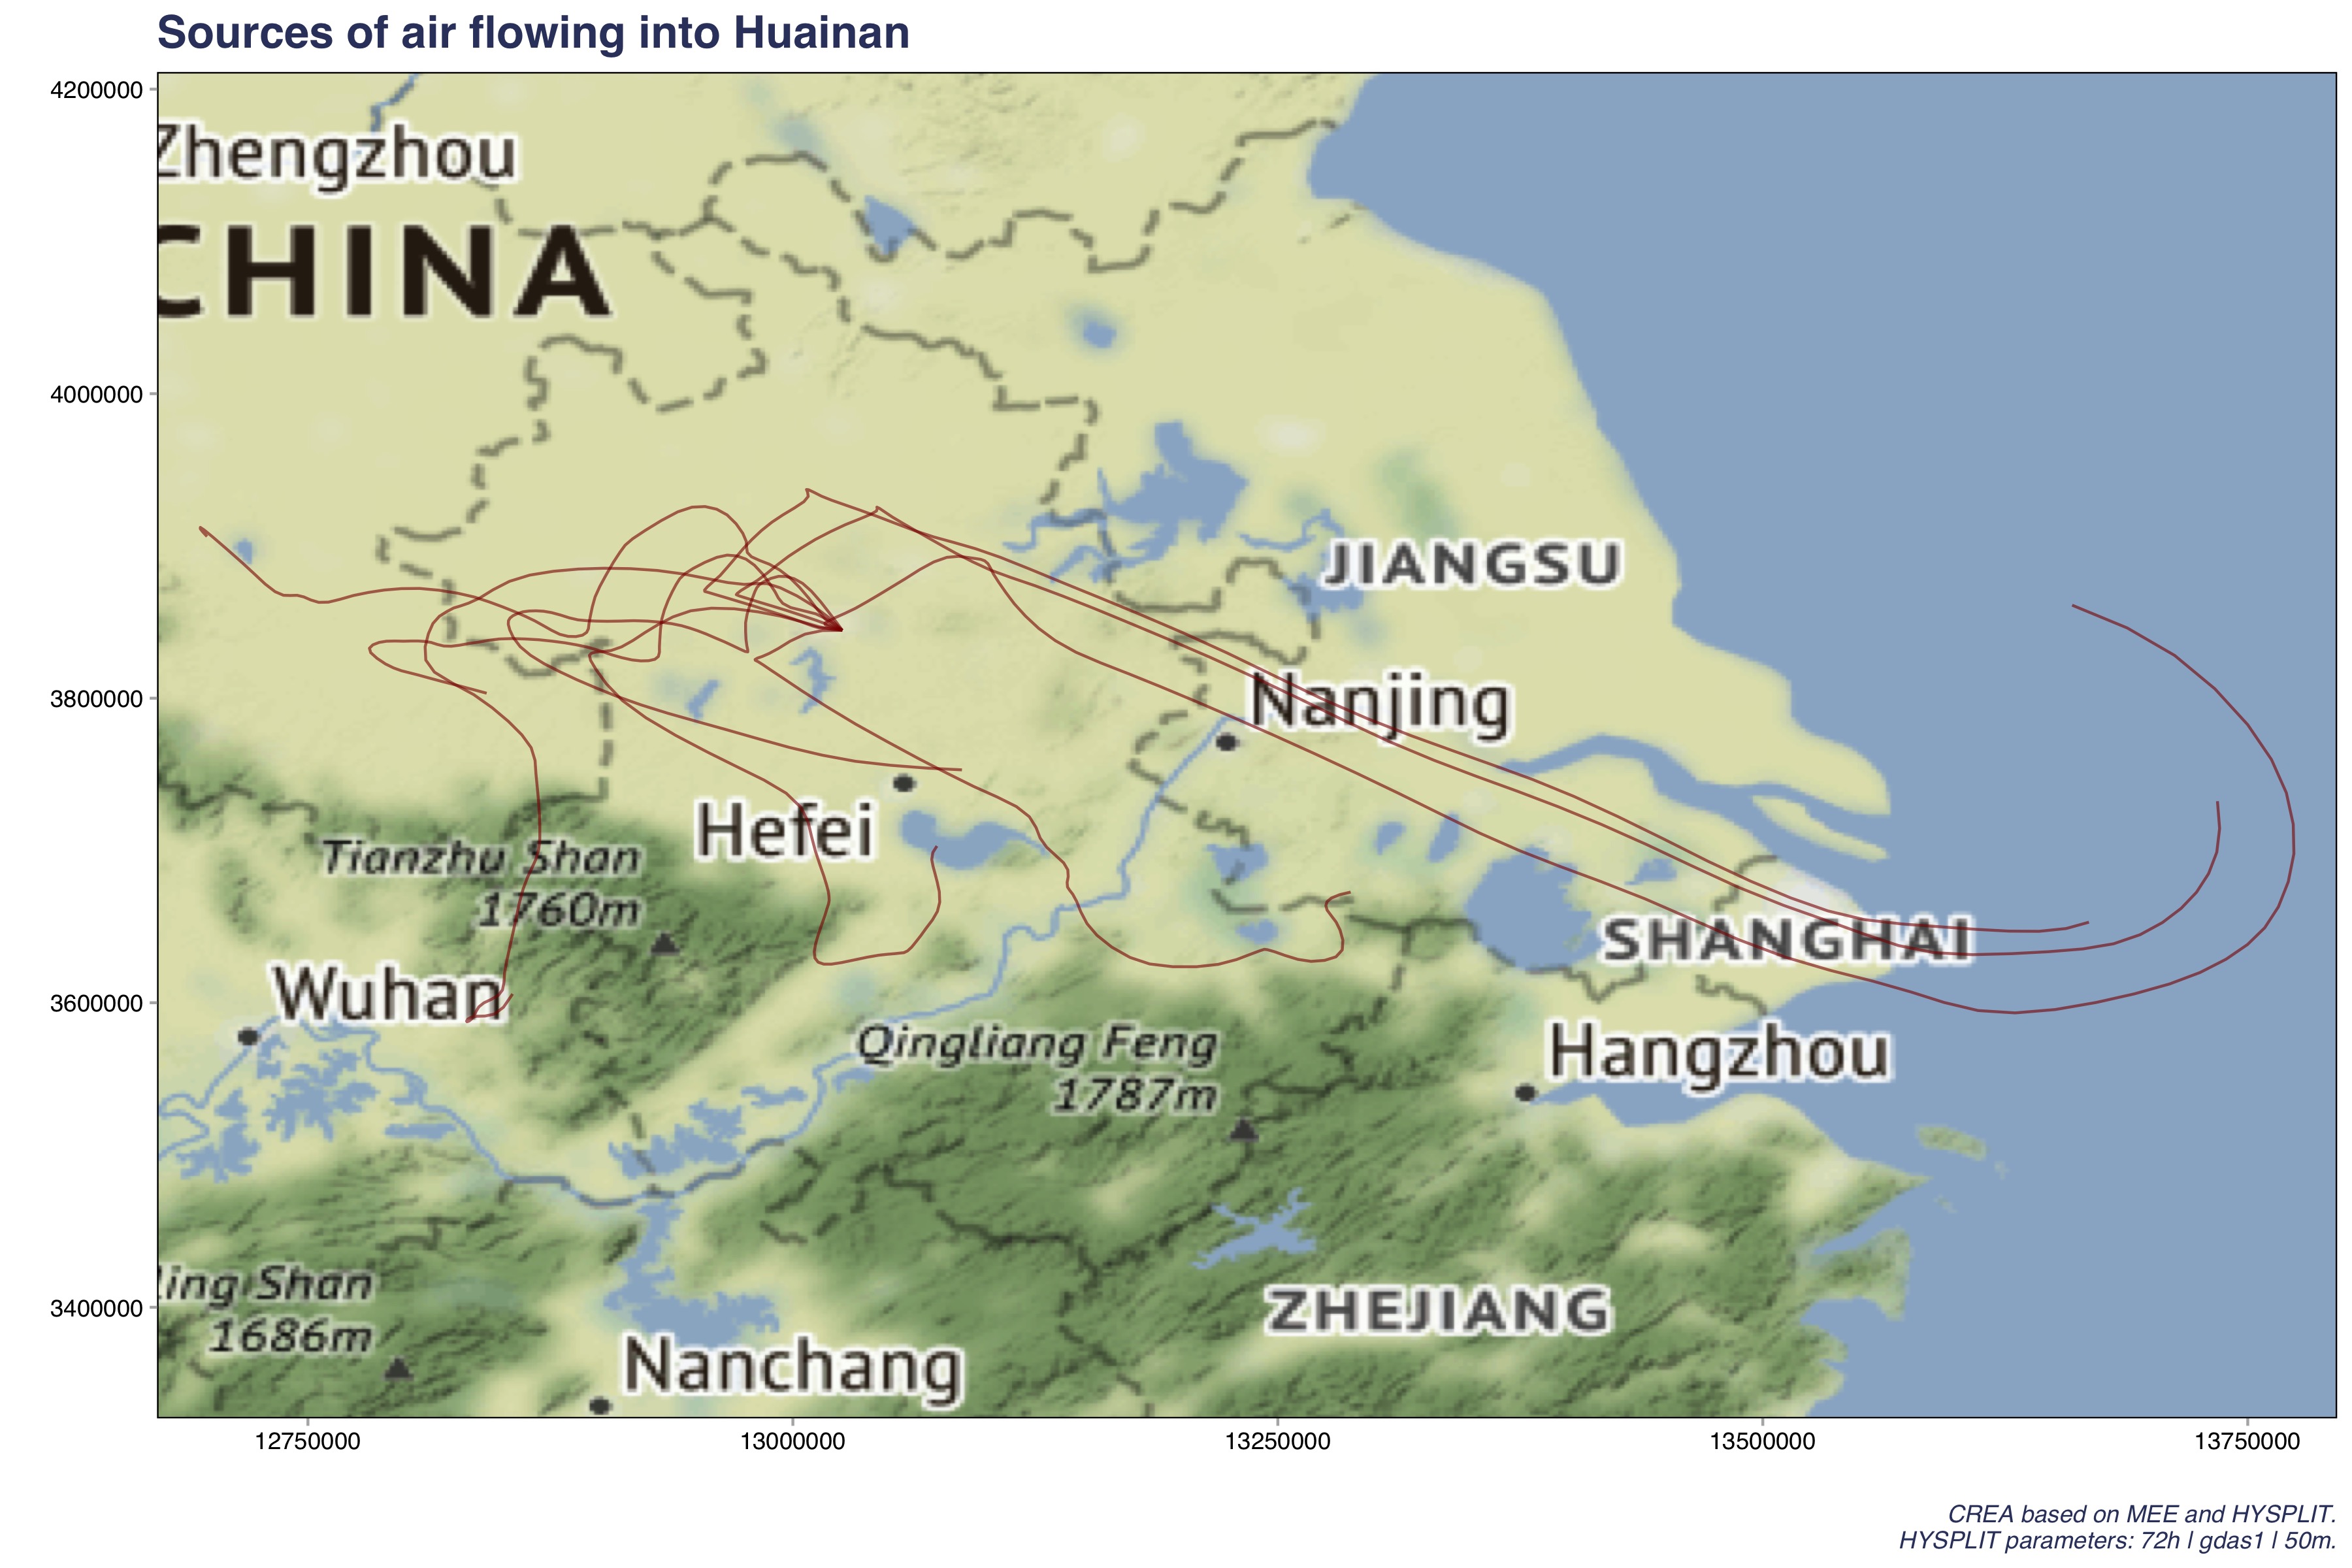 Sources of air flowing into Huainan
4200000
4000000
3800000
3600000
3400000
Zhengzhou
CHINA
JIANGSU
Nanjing
Hefei
Tianzhu Shan
1760m
SHANGHAI
Wuhan
Qingliang Feng
1787m
Hangzhou
ling Shan
1686m
ZHEJIANG
Nanchang
12750000
13000000
13250000
13500000
13750000
CREA based on MEE and HYSPLIT.
HYSPLIT parameters: 72h | gdas1 | 50m.